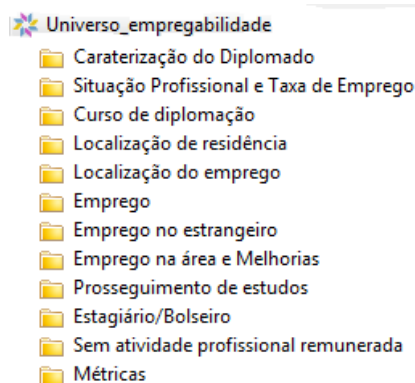 Universo_empregabilidade
Caraterização do Diplomado
Situação Profissional e Taxa de Emprego
Curso de diplomação
Localização de residência
Localização do emprego
Emprego
Emprego no estrangeiro
Emprego na área e Melhorias
Prosseguimento de estudos
Estagiário/Bolseiro
Sem atividade profissional remunerada
Métricas